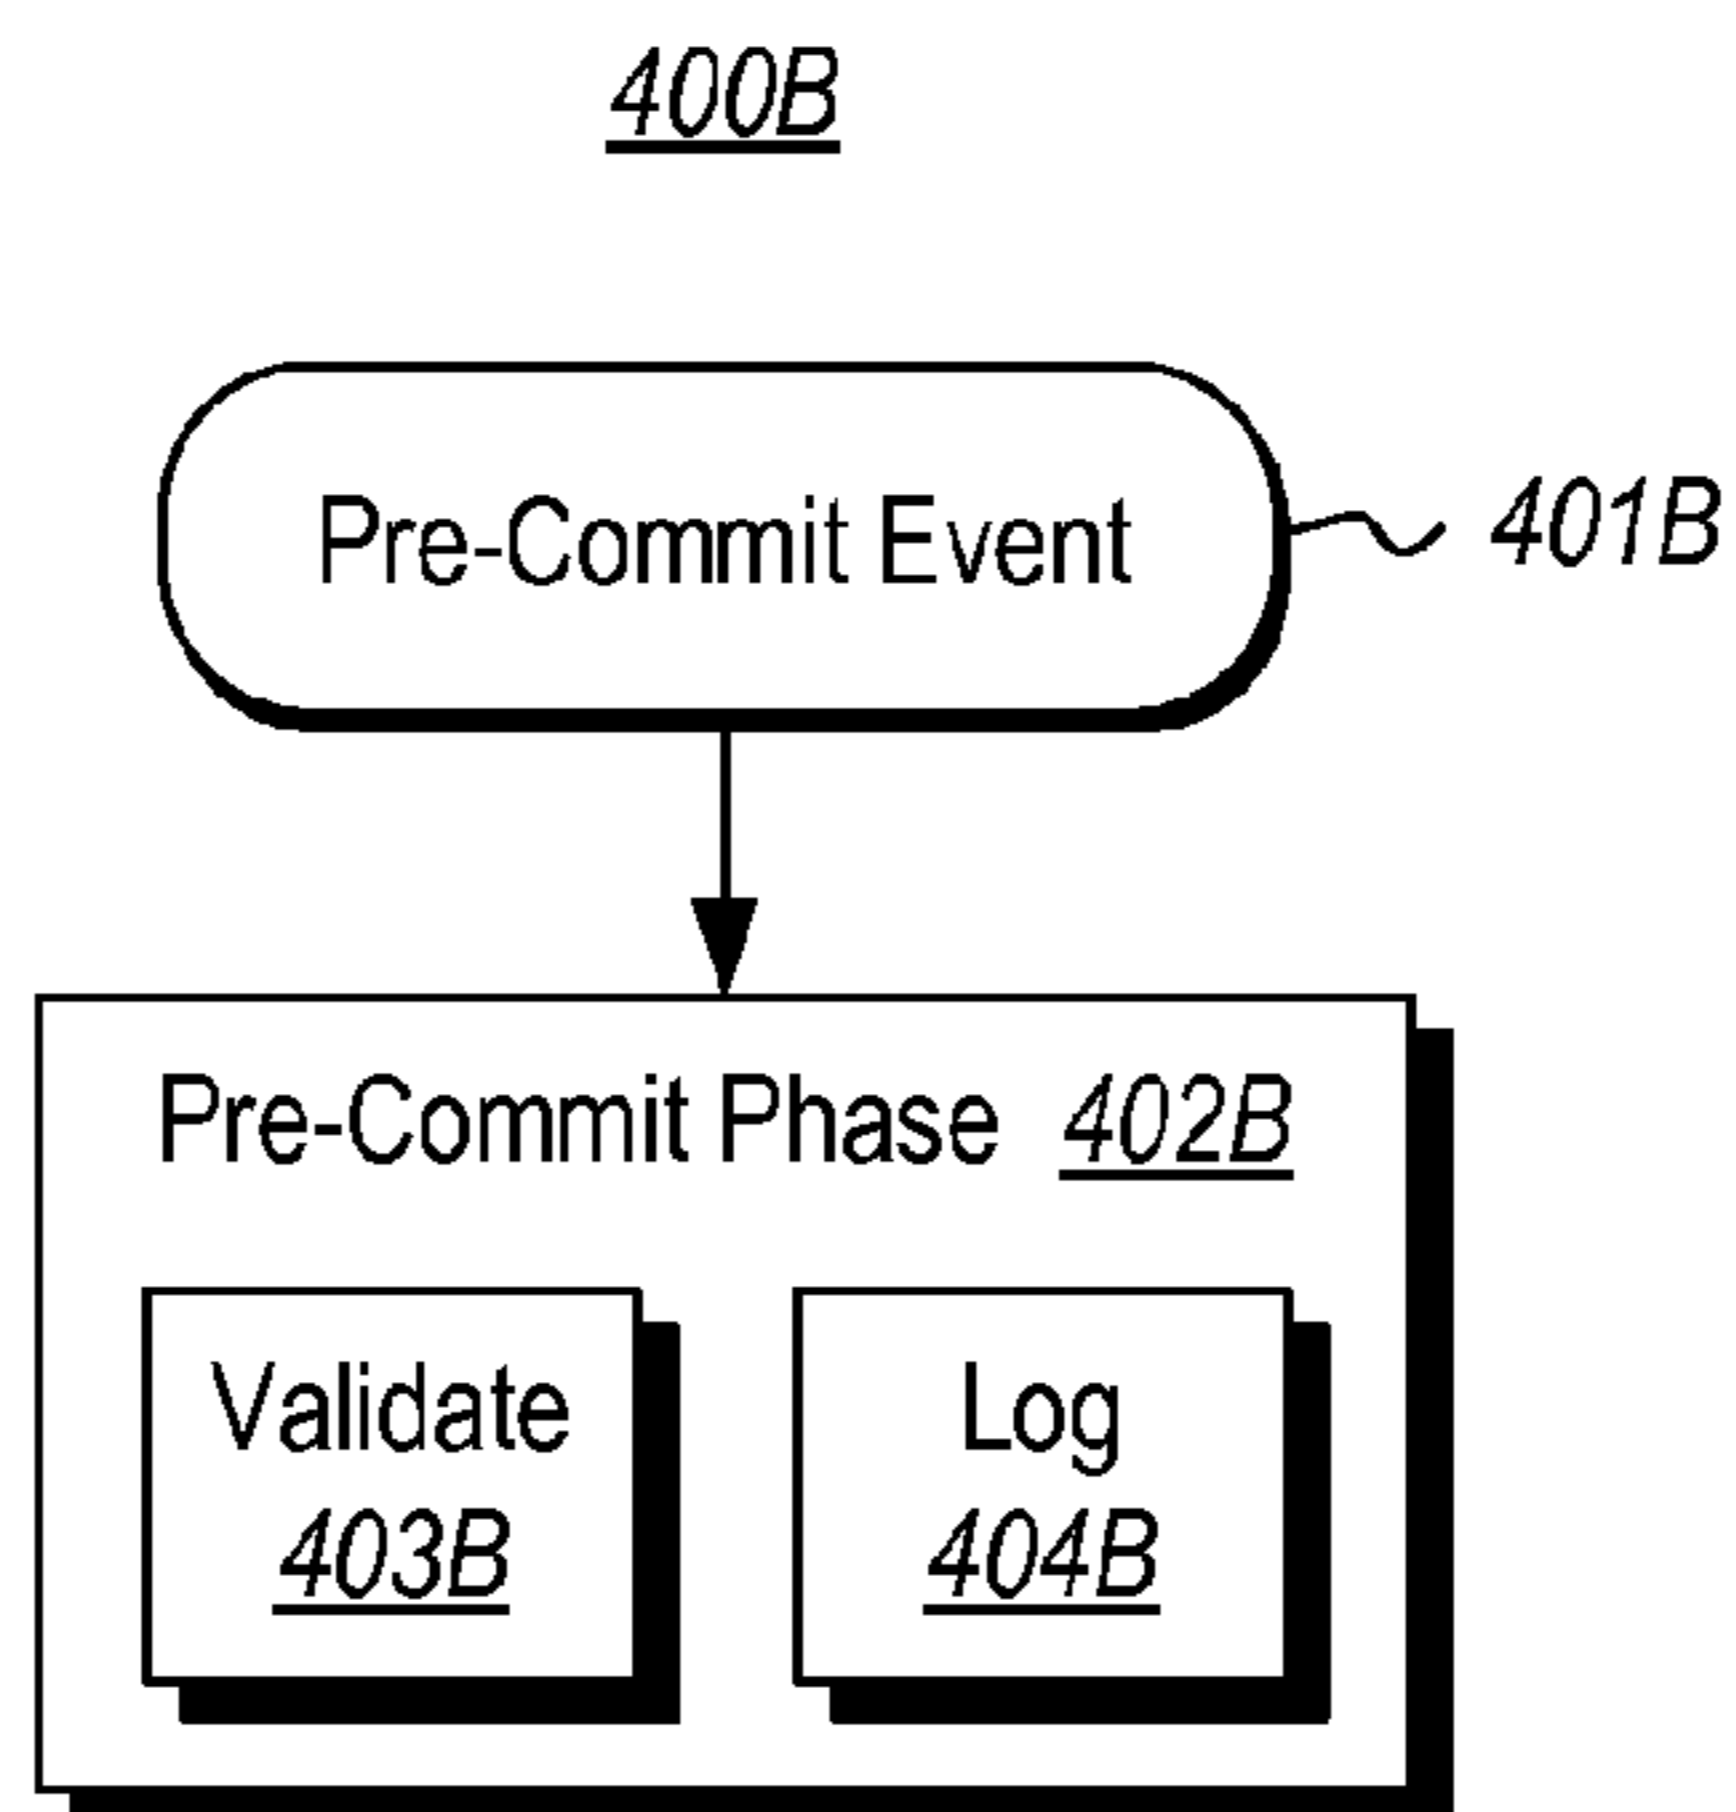 400B
Pre-Commit Event
401B
Pre-Commit Phase 402B
Validate
403B
Log
404B